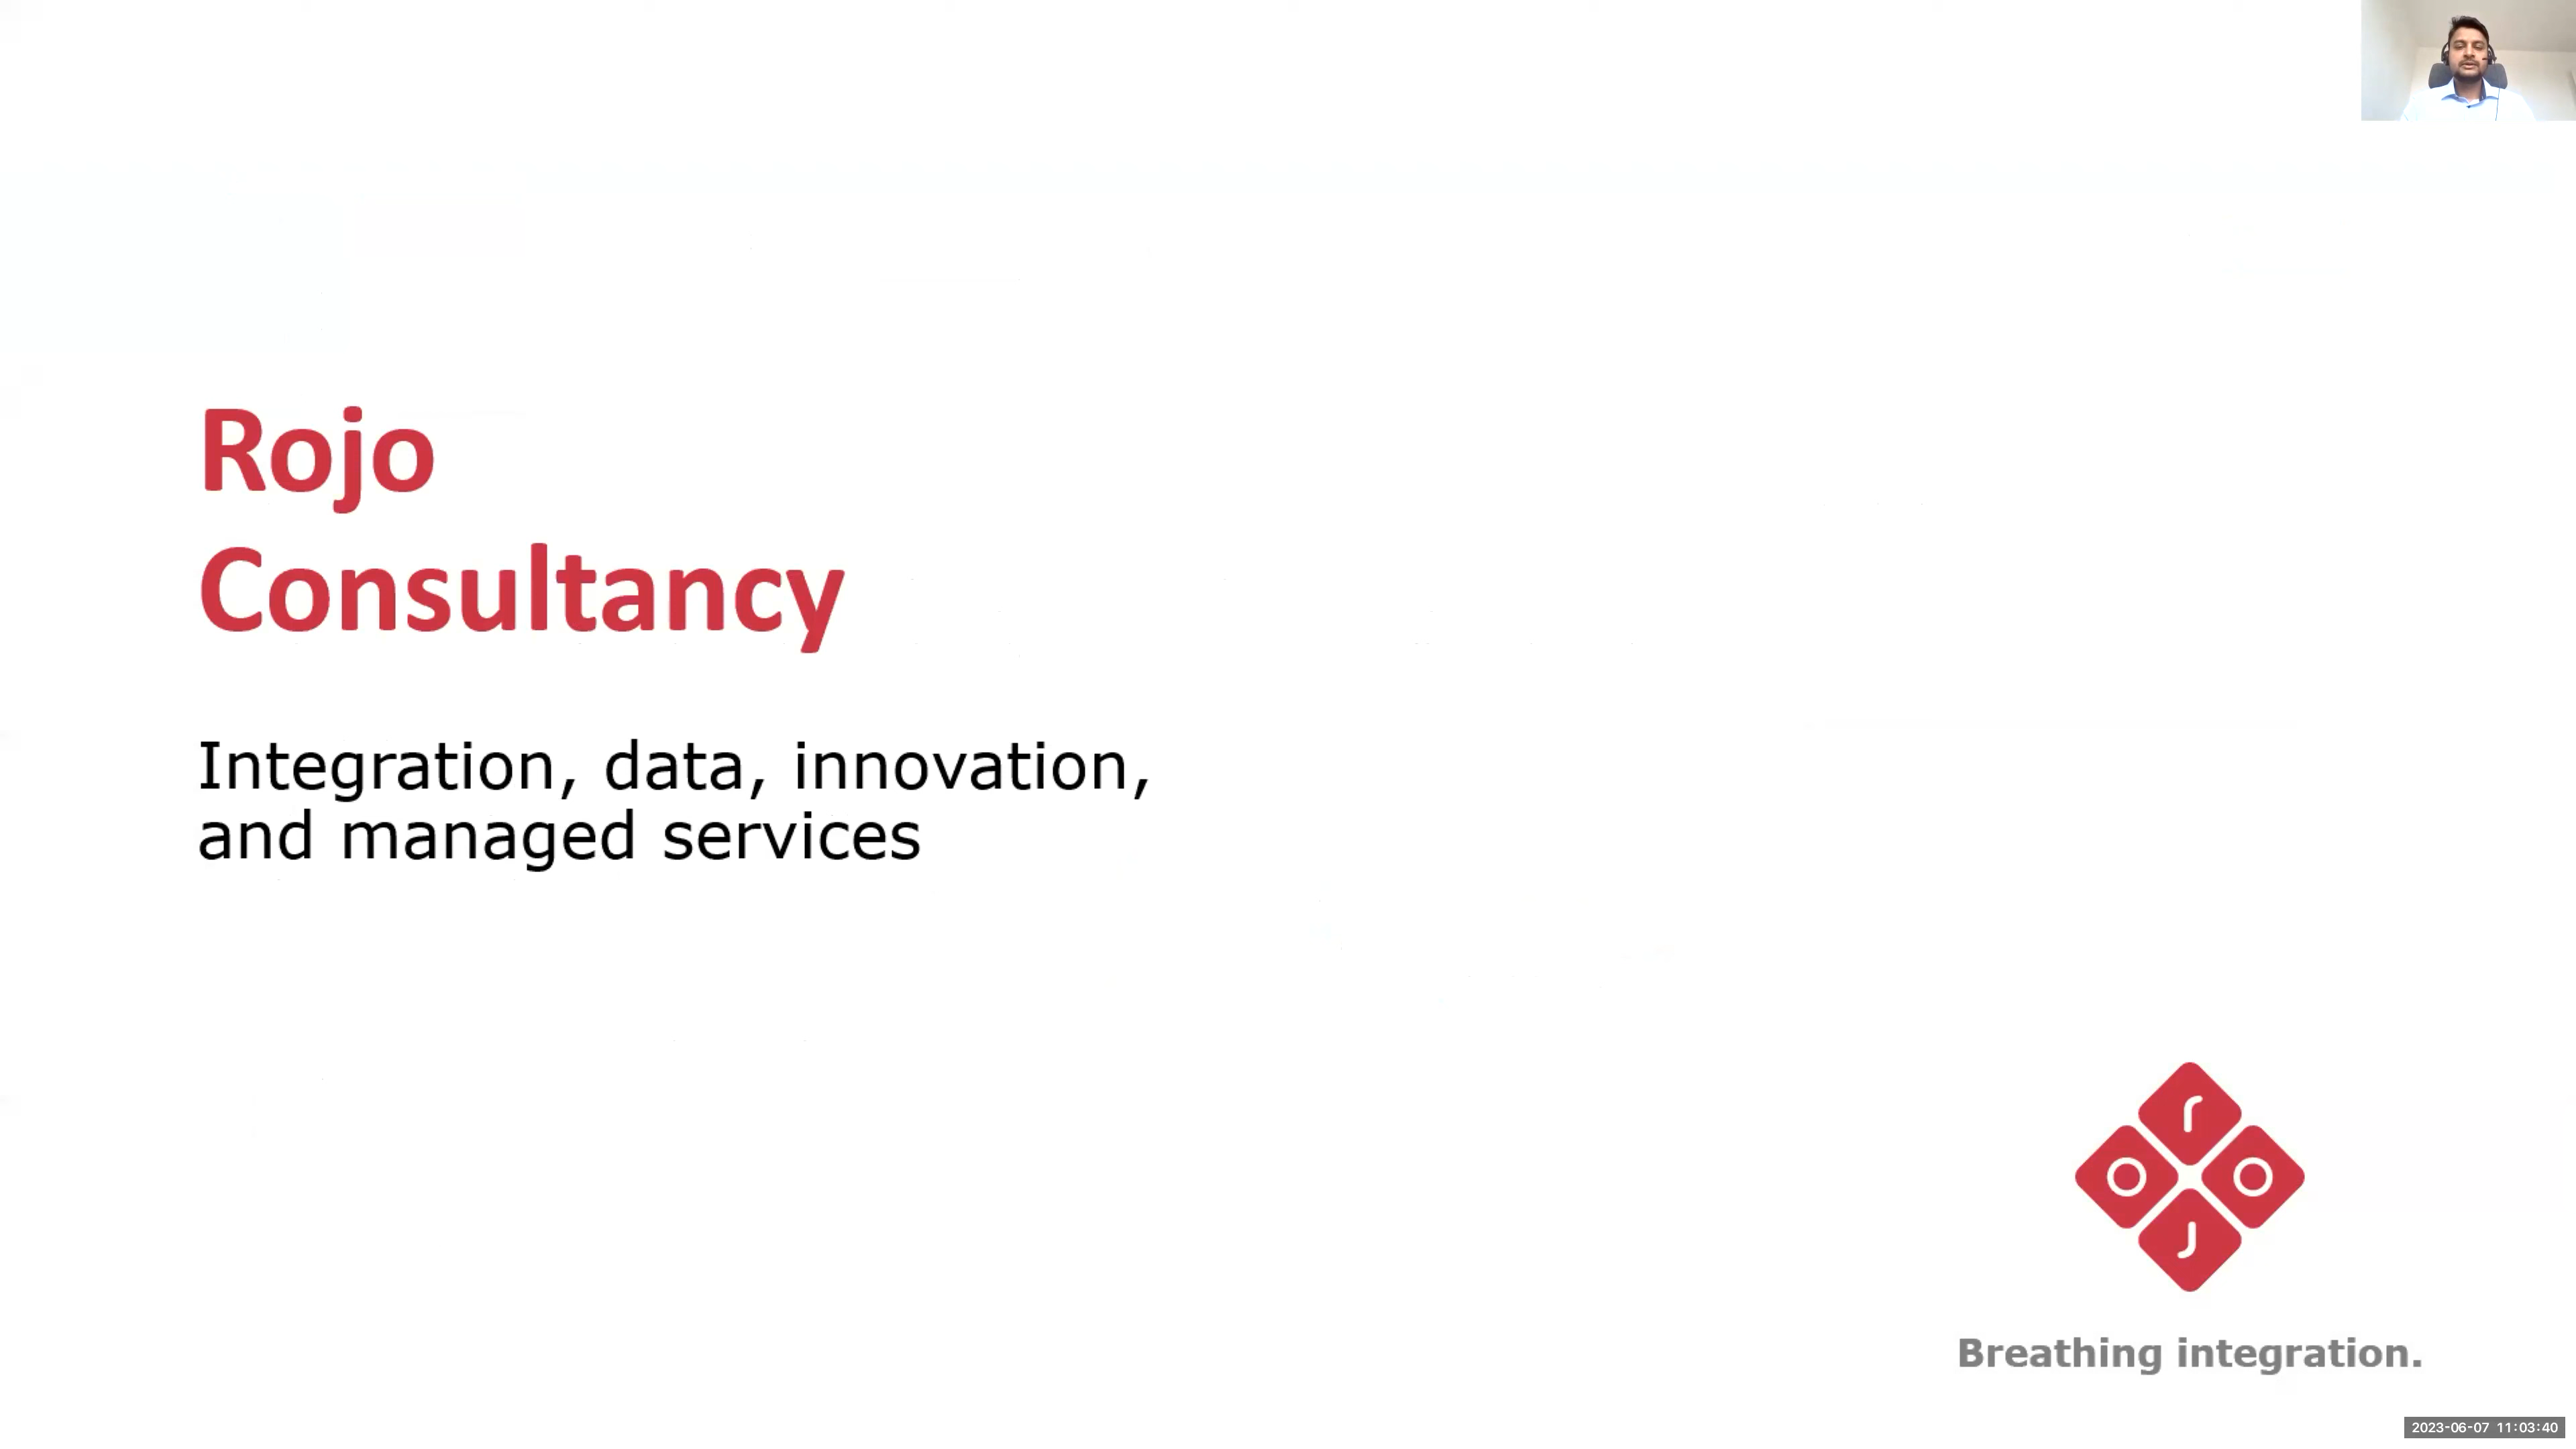 Rojo
Consultancy
Integration, data, innovation,
and managed services
r
O O
J
Breathing integration.
2023-06-07 11:03:40